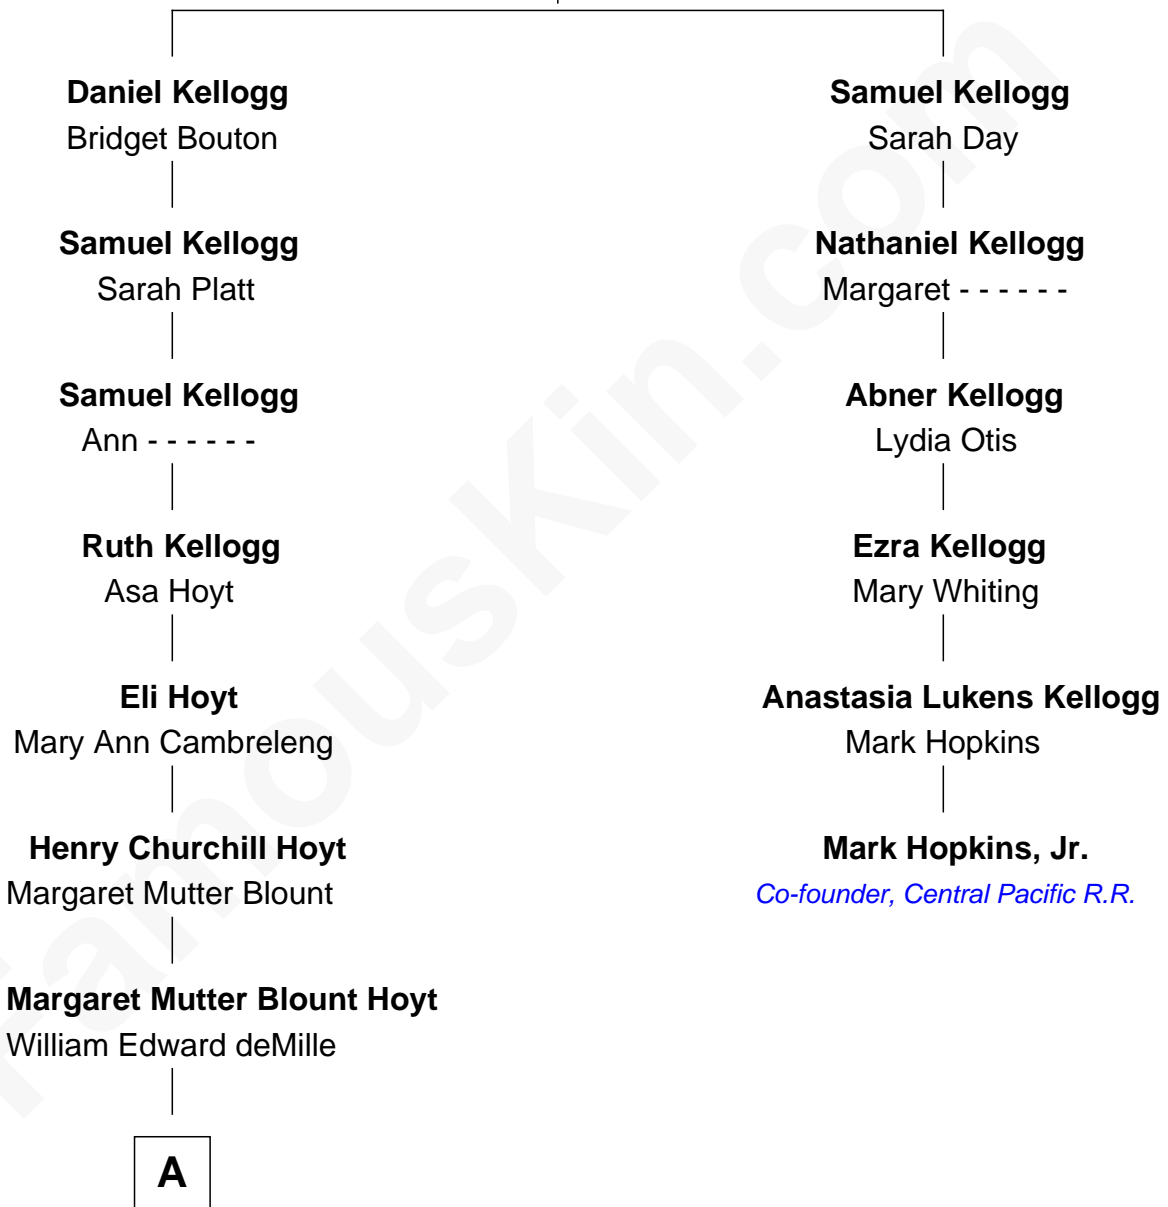 Daniel Kellogg
Bridget Bouton
Samuel Kellogg
Sarah Day
Samuel Kellogg
Sarah Platt
Nathaniel Kellogg
Margaret - - - - - -
Samuel Kellogg
Ann - - - - - -
Abner Kellogg
Lydia Otis
Ruth Kellogg
Asa Hoyt
Ezra Kellogg
Mary Whiting
Eli Hoyt
Mary Ann Cambreleng
Anastasia Lukens Kellogg
Mark Hopkins
Henry Churchill Hoyt
Margaret Mutter Blount
Mark Hopkins, Jr.
Co-founder, Central Pacific R.R.
Margaret Mutter Blount Hoyt
William Edward deMille
A
FamousKin.com